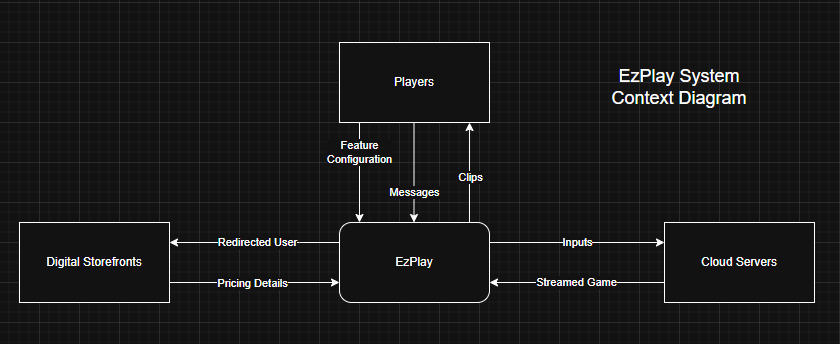 EzPlay System
Context Diagram
Players
Feature
Configuration
Clips
Messages
Redirected User
Inputs
Digital Storefronts
EzPlay
Cloud Servers
Pricing Details
Streamed Game